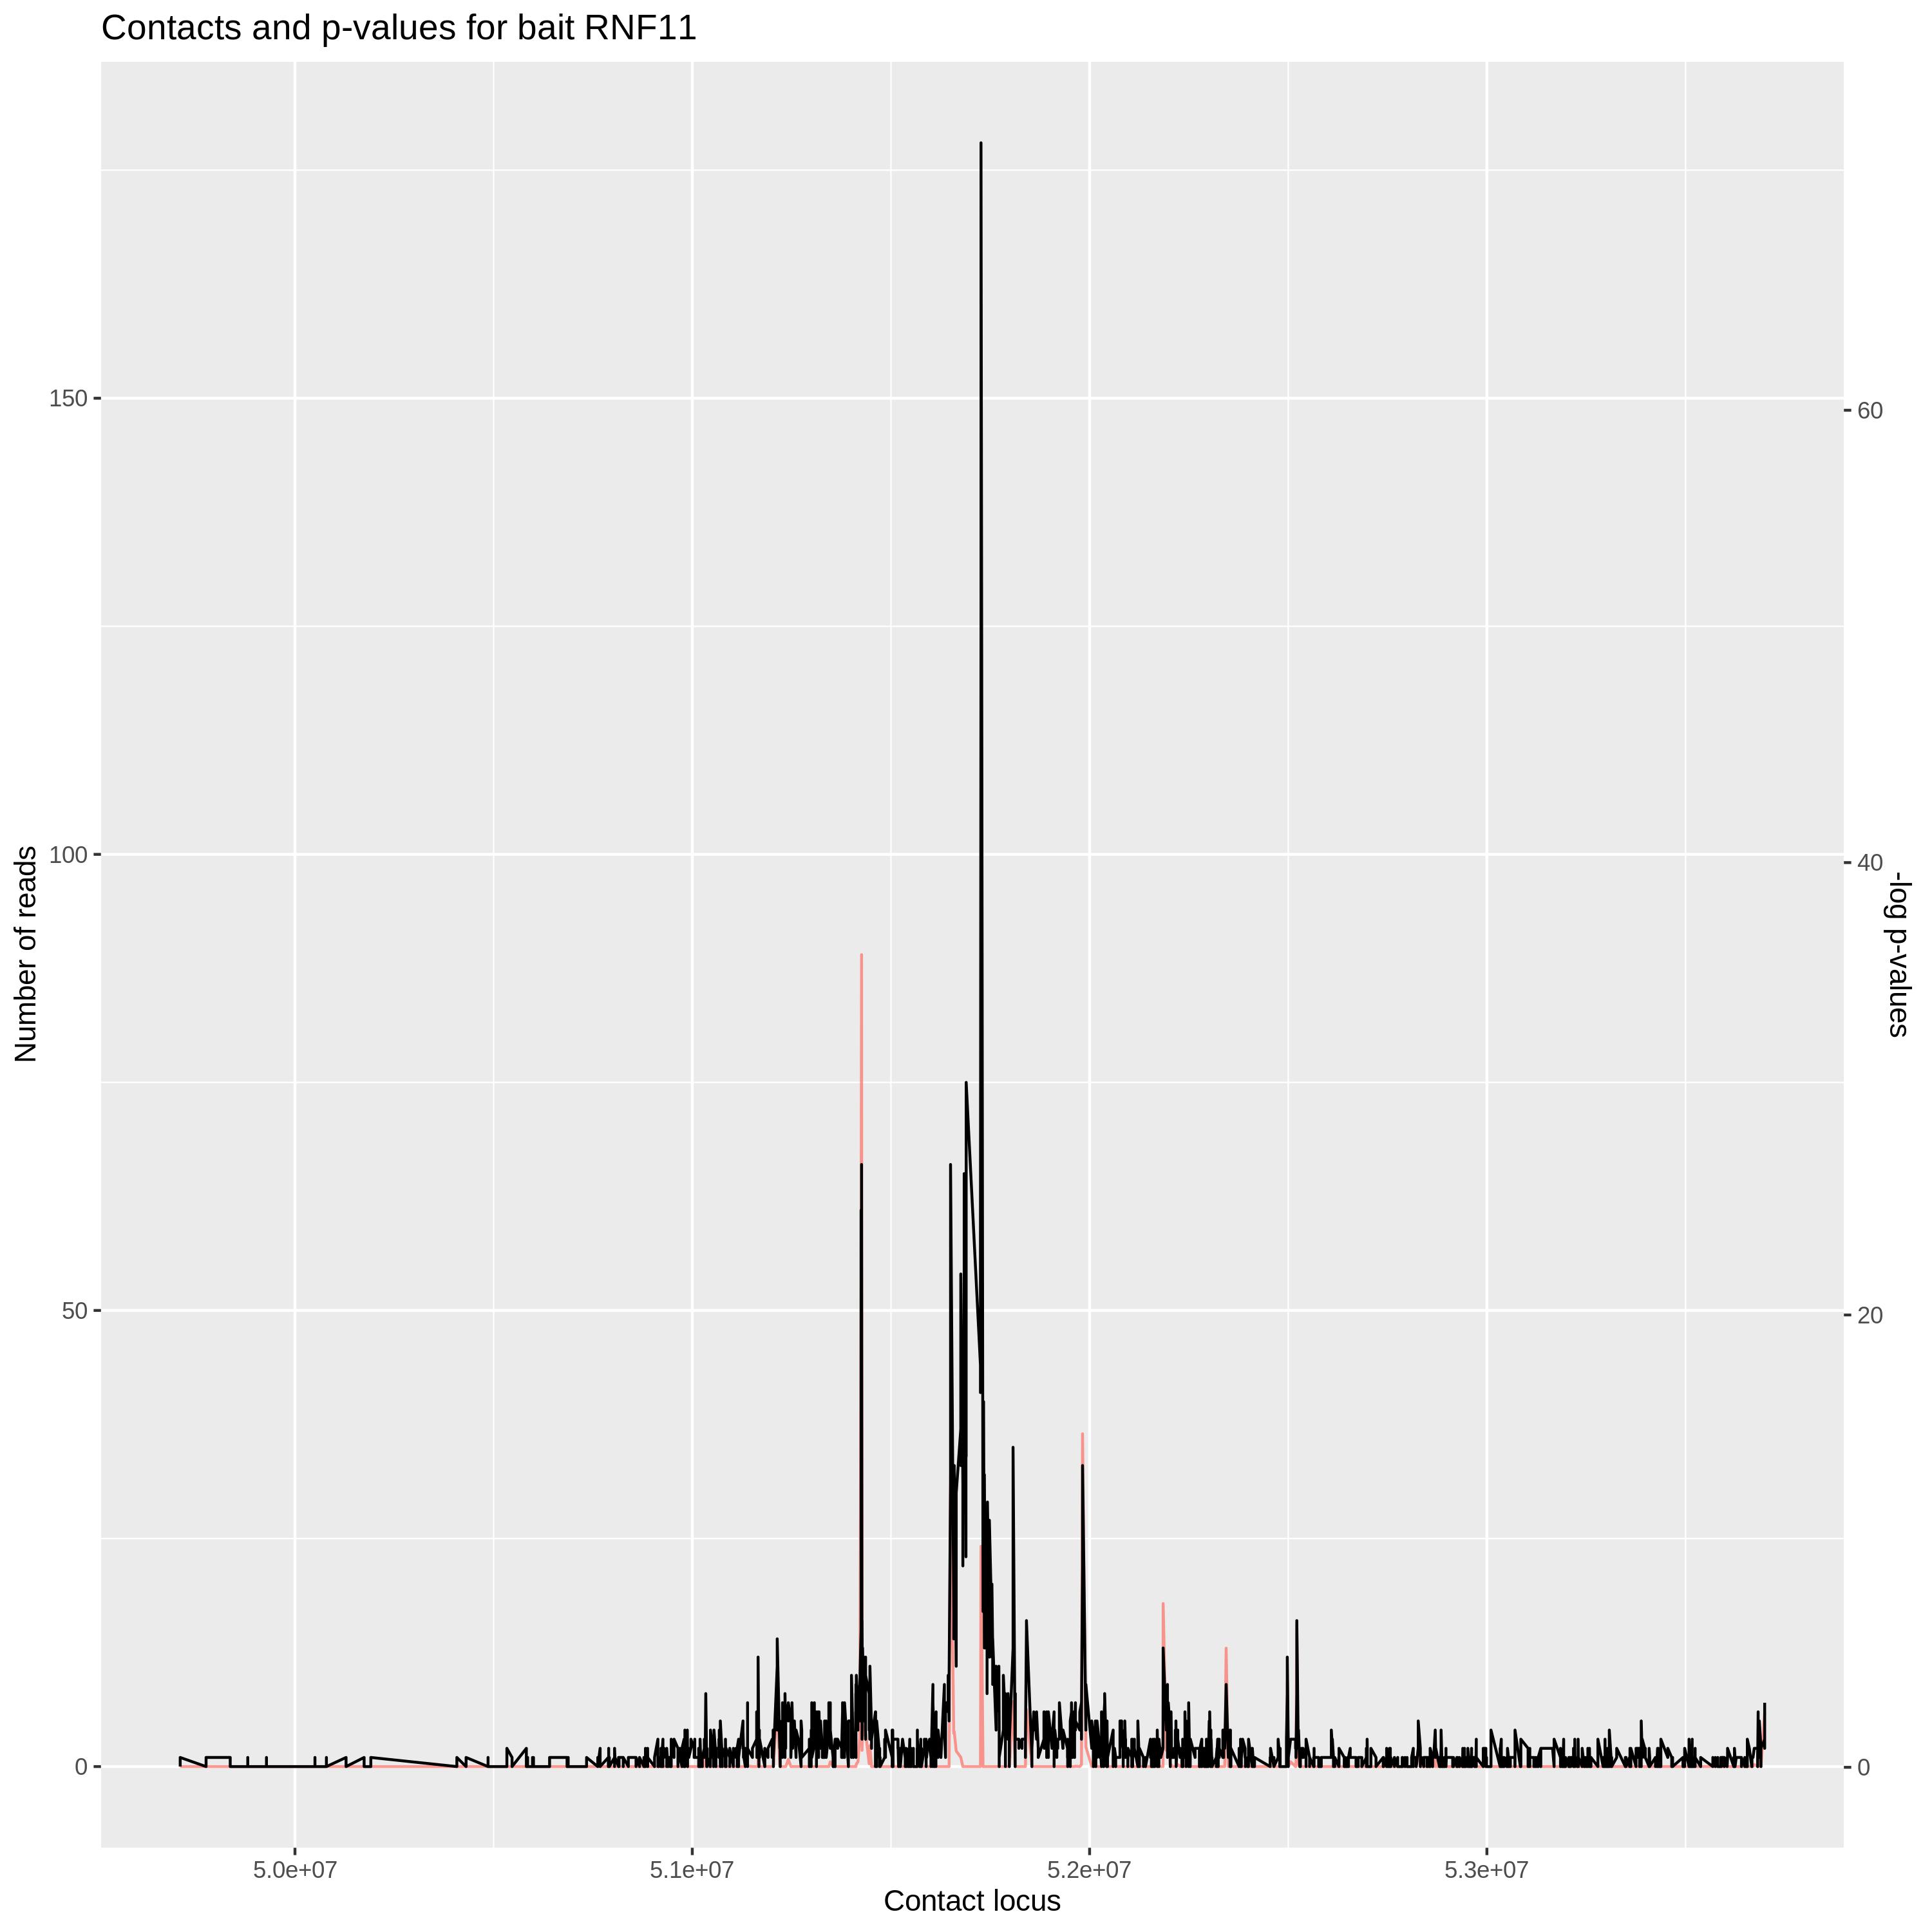 Contacts and p-values for bait RNF11
Number of reads
150
100
50
0
60
40
20
0
-log p-values
5.0e+07
5.1e+07
5.2e+07
5.3e+07
Contact locus